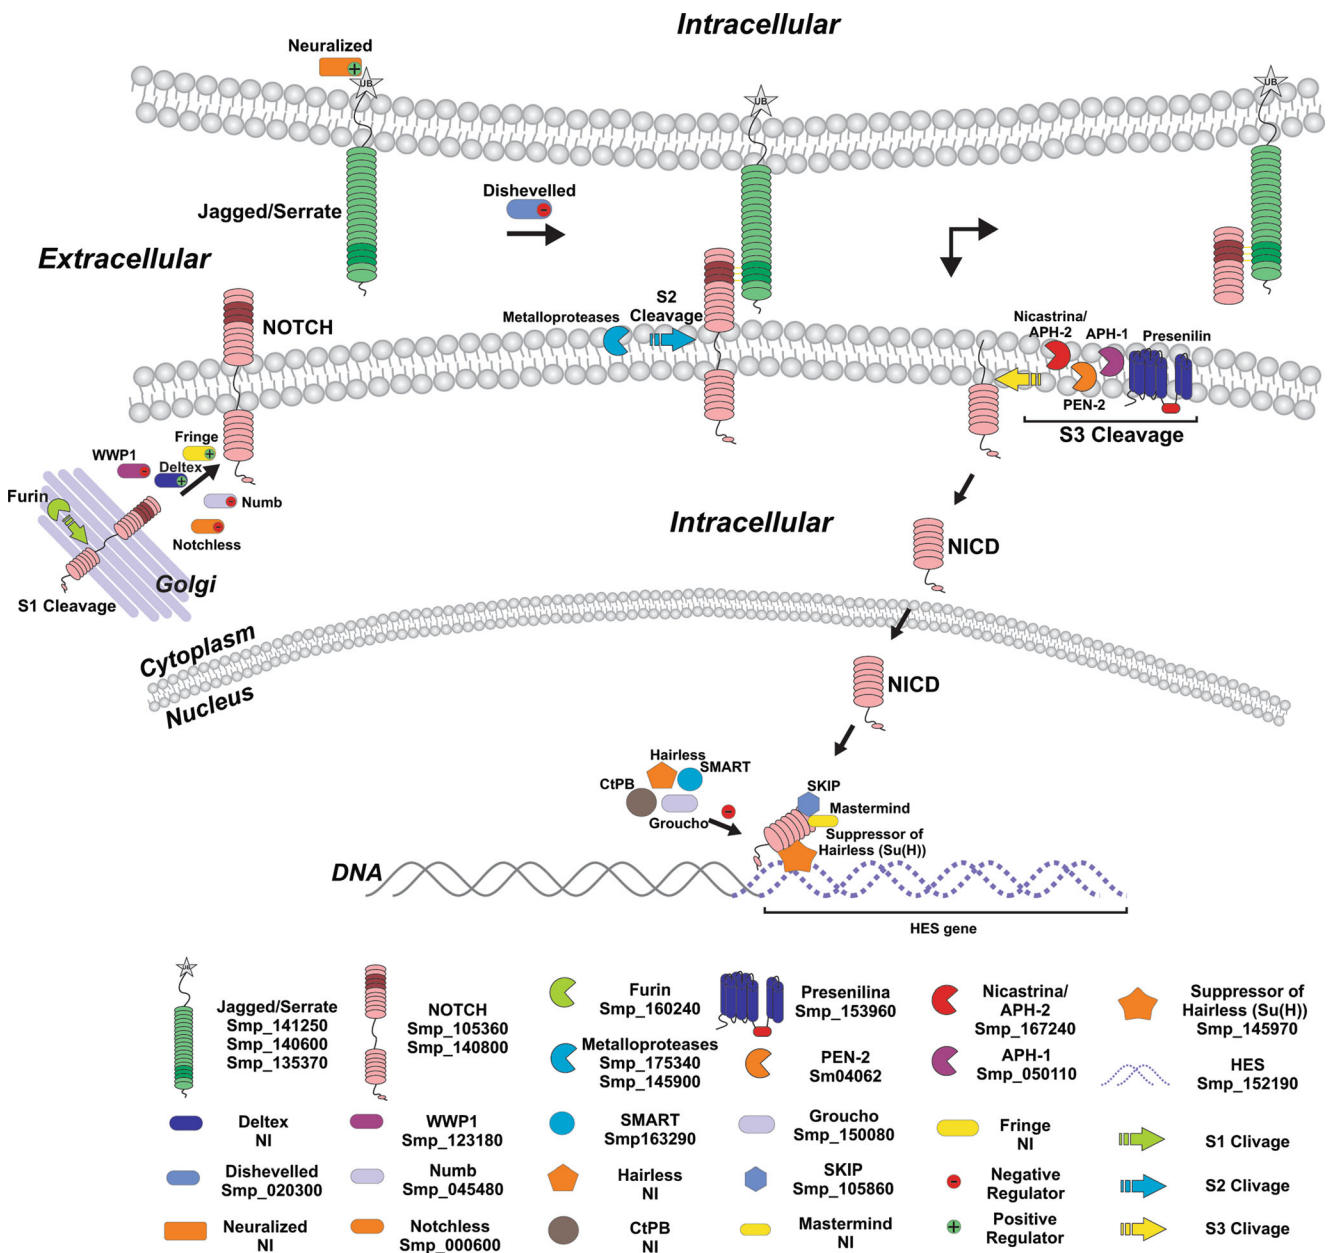 Intracellular
Neuralized
+
UB
UB
UB
Jagged/Serrate
Dishevelled
-
Extracellular
NOTCH
Metalloproteases
S2
Cleavage
Nicastrina/
APH-2
APH-1
Presenilin
PEN-2
S3 Cleavage
Fringe
+
WWP1
-
Deltex
+
Furin
Numb
-
Notchless
-
Golgi
S1 Cleavage
Intracellular
NICD
Cytoplasm
Nucleus
NICD
Hairless
SMART
CtPB
Groucho
-
SKIP
Mastermind
Suppressor of
Hairless (Su(H))
DNA
HES gene
UB
Jagged/Serrate
Smp_141250
Smp_140600
Smp_135370
NOTCH
Smp_105360
Smp_140800
Furin
Smp_160240
Metalloproteases
Smp_175340
Smp_145900
Presenilina
Smp_153960
PEN-2
Sm04062
Nicastrina/
APH-2
Smp_167240
APH-1
Smp_050110
Suppressor of
Hairless (Su(H))
Smp_145970
HES
Smp_152190
Deltex
NI
WWP1
Smp_123180
SMART
Smp163290
Groucho
Smp_150080
Fringe
NI
S1 Clivage
Dishevelled
Smp_020300
Numb
Smp_045480
Hairless
NI
SKIP
Smp_105860
-
Negative
Regulator
S2 Clivage
Neuralized
NI
Notchless
Smp_000600
CtPB
NI
Mastermind
NI
+
Positive
Regulator
S3 Clivage